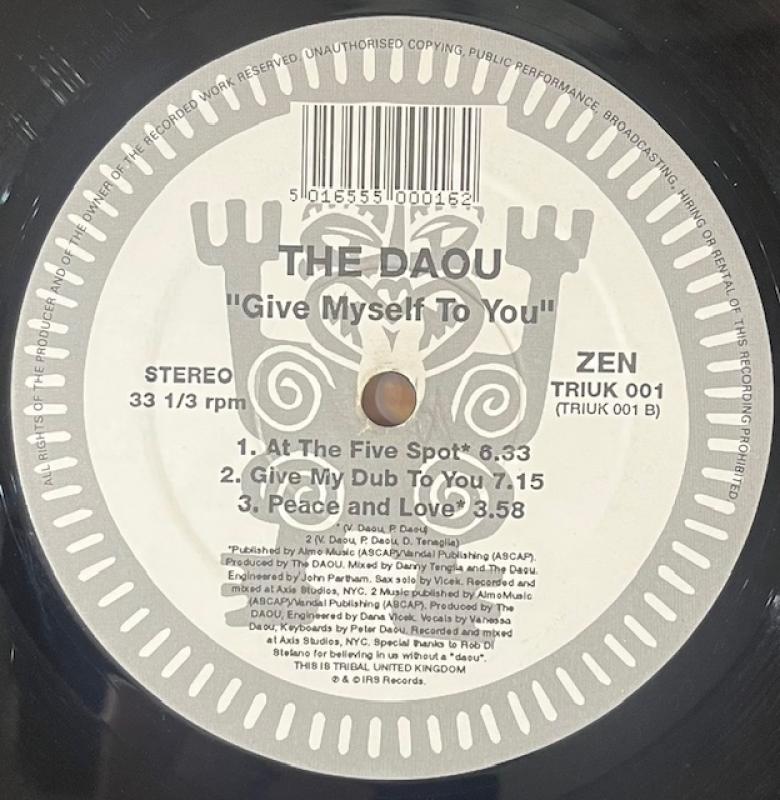 ALL RIGHTS OF THE PRODUCER AND OF THE OWNER OF THE RECORDED WORK RESERVED. UNAUTHORISED COPYING, PUBLIC PERFORMANCE, BROADCASTING, HIRING OR RENTAL OF THIS RECORDING PROHIBITED
5 016555 000162
THE DAOU
"Give Myself To You"
STEREO
33 1/3 rpm
ZEN
TRIUK 001
(TRIUK 001 B)
1. At The Five Spot* 6.33
2. Give My Dub To You 7.15
3. Peace and Love* 3.58
* (V. Daou, P. Daou)
2 (V. Daou, P. Daou, D. Tenaglia)
*Published by Almo Music (ASCAP)/Vandal Publishing (ASCAP).
Produced by The DAOU. Mixed by Danny Tenglia and The Daou.
Engineered by John Partham. Sax solo by Vlcek. Recorded and
mixed at Axis Studios, NYC. 2 Music published by AlmoMusic
(ASCAP)/Vandal Publishing (ASCAP). Produced by The
DAOU, Engineered by Dana Vlcek. Vocals by Vanessa
Daou, Keyboards by Peter Daou. Recorded and mixed
at Axis Studios, NYC. Special thanks to Rob Di
Stefano for believing in us without a "daou".
THIS IS TRIBAL UNITED KINGDOM
℗ & © IRS Records.